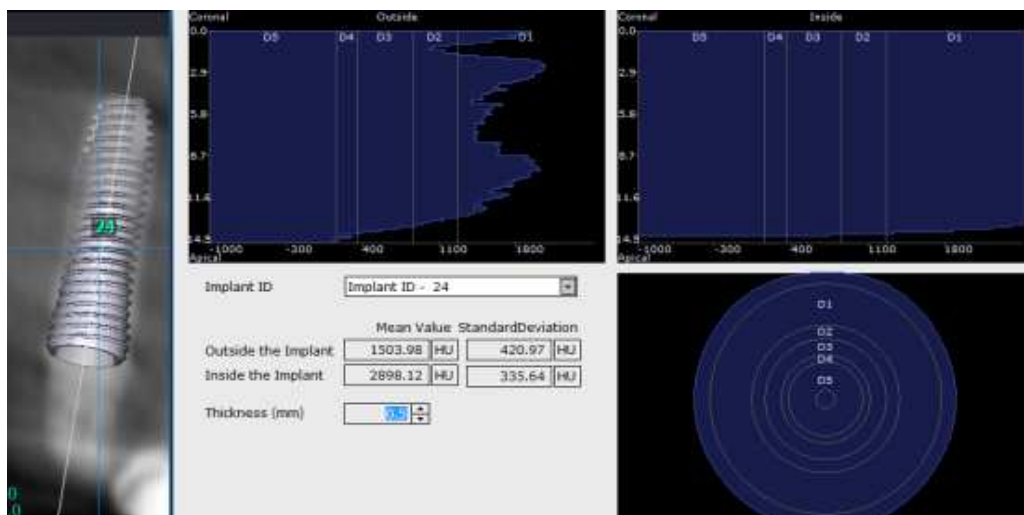 Coronal Outside
D5 D4 D3 D2 D1
0.0
2.9
5.8
8.7
11.6
14.5
-1000 -300 400 1100 1800
Apical
Coronal Inside
D5 D4 D3 D2 D1
0.0
2.9
5.8
8.7
11.6
14.5
-1000 -300 400 1100 1800
Apical
24
0
0
Implant ID Implant ID - 24
Mean Value StandardDeviation
Outside the Implant 1503.98 HU 420.97 HU
Inside the Implant 2898.12 HU 335.64 HU
Thickness (mm) 0.5
D1
D2
D3
D4
D5